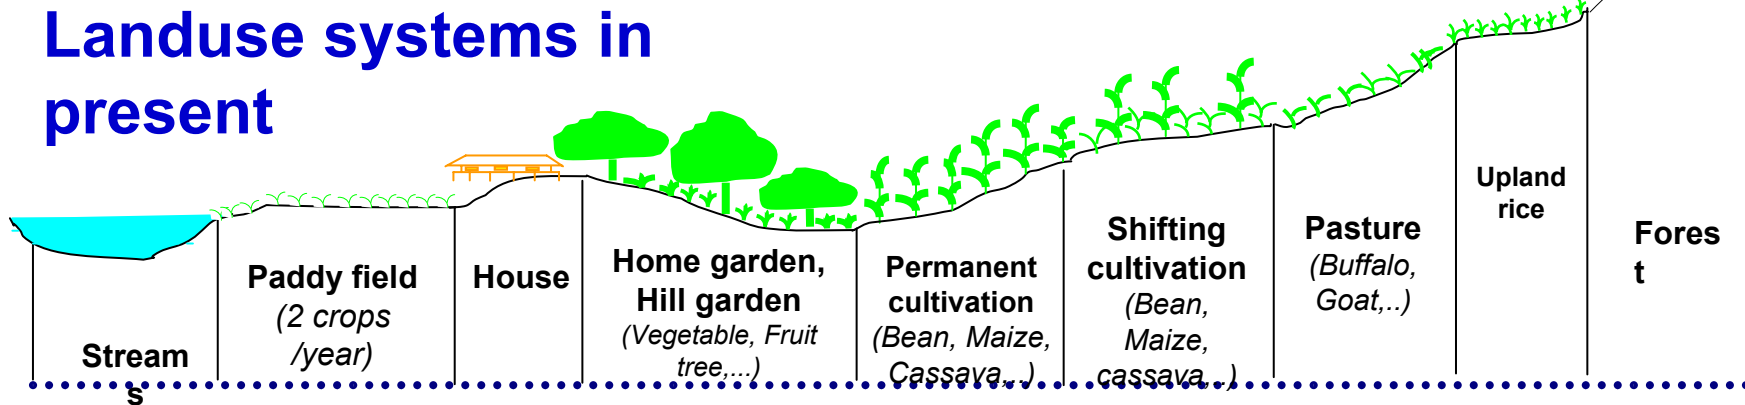 Landuse systems in
present
Stream
s
Paddy field
(2 crops
/year)
House
Home garden,
Hill garden
(Vegetable, Fruit
tree,...)
Permanent
cultivation
(Bean, Maize,
Cassava,..)
Shifting
cultivation
(Bean,
Maize,
cassava,..)
Pasture
(Buffalo,
Goat,..)
Upland
rice
Fores
t